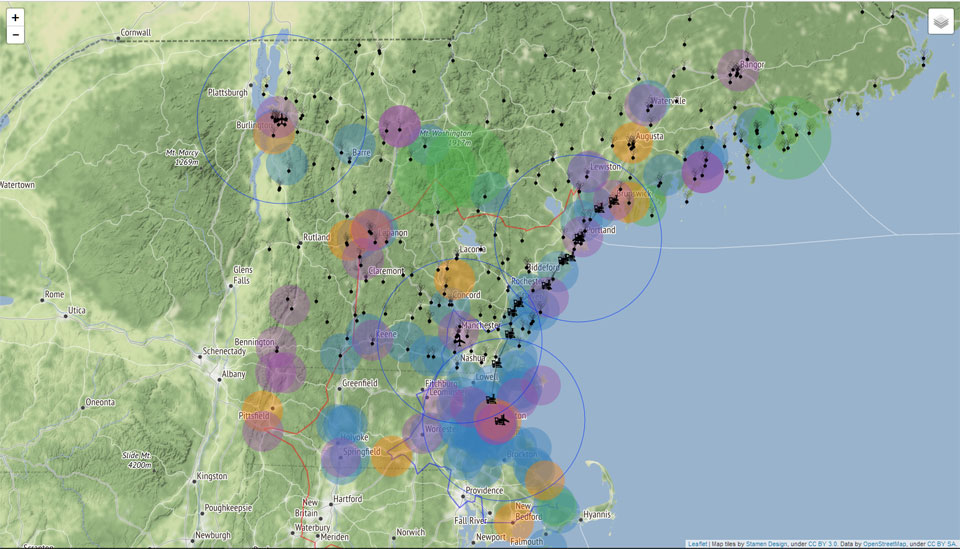 +
Cornwall
−
Bangor
Plattsburgh
Waterville
Burlington
Mt Washington
1917m
Augusta
Barre
Mt. Marcy
1269m
Lewiston
Watertown
Brunswick
Portland
Rutland
Lebanon
Laconia
Biddeford
Claremont
Glens
Falls
Rochester
Rome
Concord
Utica
Manchester
Keene
Bennington
Schenectady
Nashua
Albany
Lowell
Greenfield
Fitchburg
Oneonta
Pittsfield
Holyoke
Brockton
Slide Mt.
4200m
Springfield
Kingston
Providence
Hartford
New
Britain
New
Bedford
Hyannis
Poughkeepsie
Fall River
Waterbury
Norwich
Newburgh
Meriden
Newport
Falmouth
Scranton
Leaflet | Map tiles by Stamen Design, under CC BY 3.0. Data by OpenStreetMap, under CC BY SA.